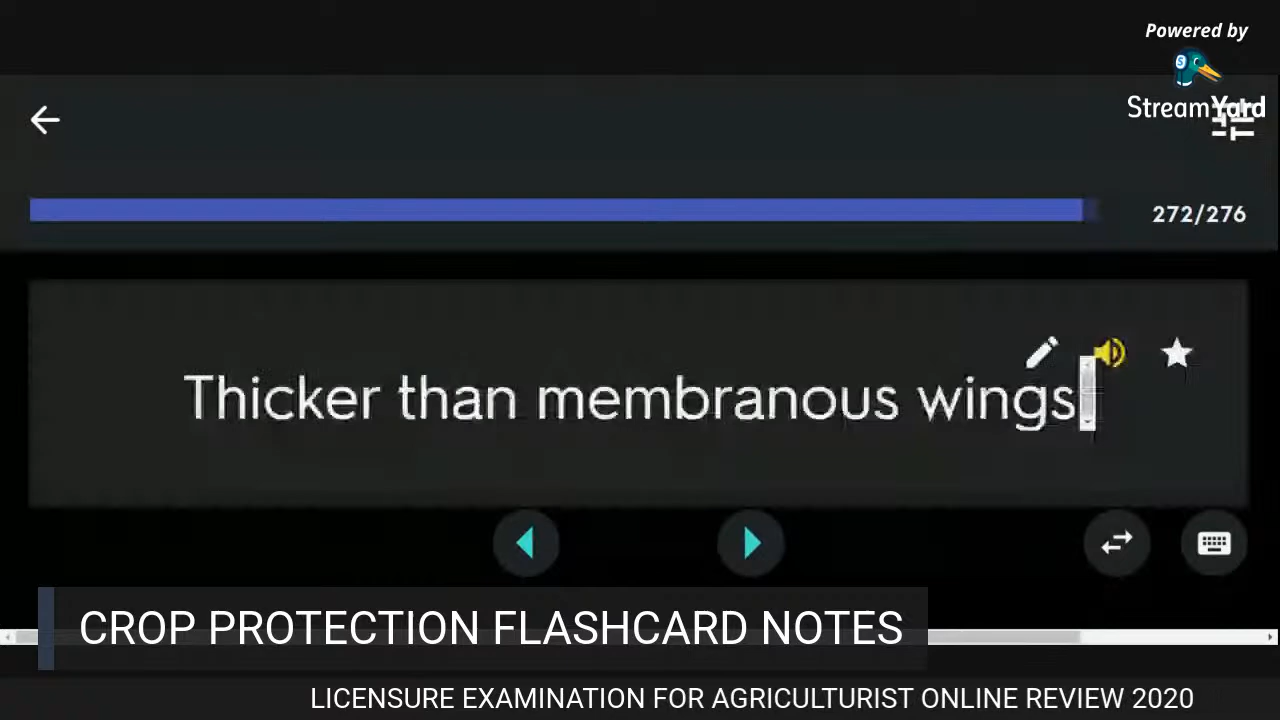 Powered by
StreamYard
272/276
Thicker than membranous wings
CROP PROTECTION FLASHCARD NOTES
LICENSURE EXAMINATION FOR AGRICULTURIST ONLINE REVIEW 2020